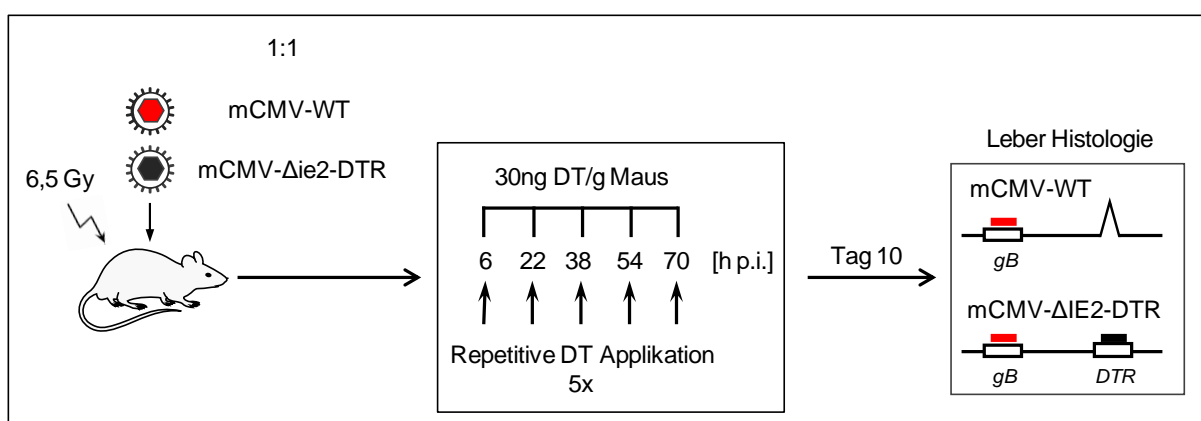 1:1
mCMV-WT
mCMV-Δie2-DTR
6,5 Gy
30ng DT/g Maus
6 22 38 54 70 [h p.i.]
Repetitive DT Applikation
5x
Tag 10
Leber Histologie
mCMV-WT
gB
mCMV-ΔIE2-DTR
gB DTR